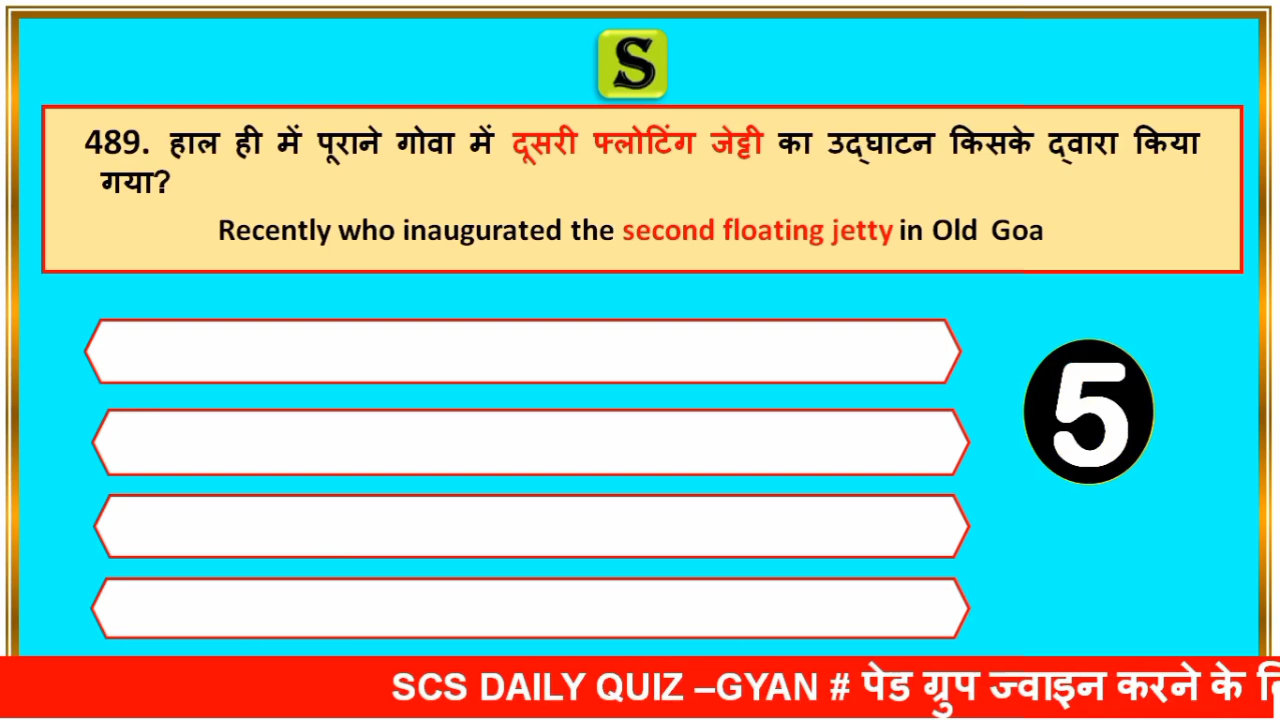 S
489. हाल ही में पूराने गोवा में दूसरी फ्लोटिंग जेट्टी का उद्घाटन किसके द्वारा किया
गया?
Recently who inaugurated the second floating jetty in Old Goa
5
SCS DAILY QUIZ –GYAN # पेड ग्रुप ज्वाइन करने के